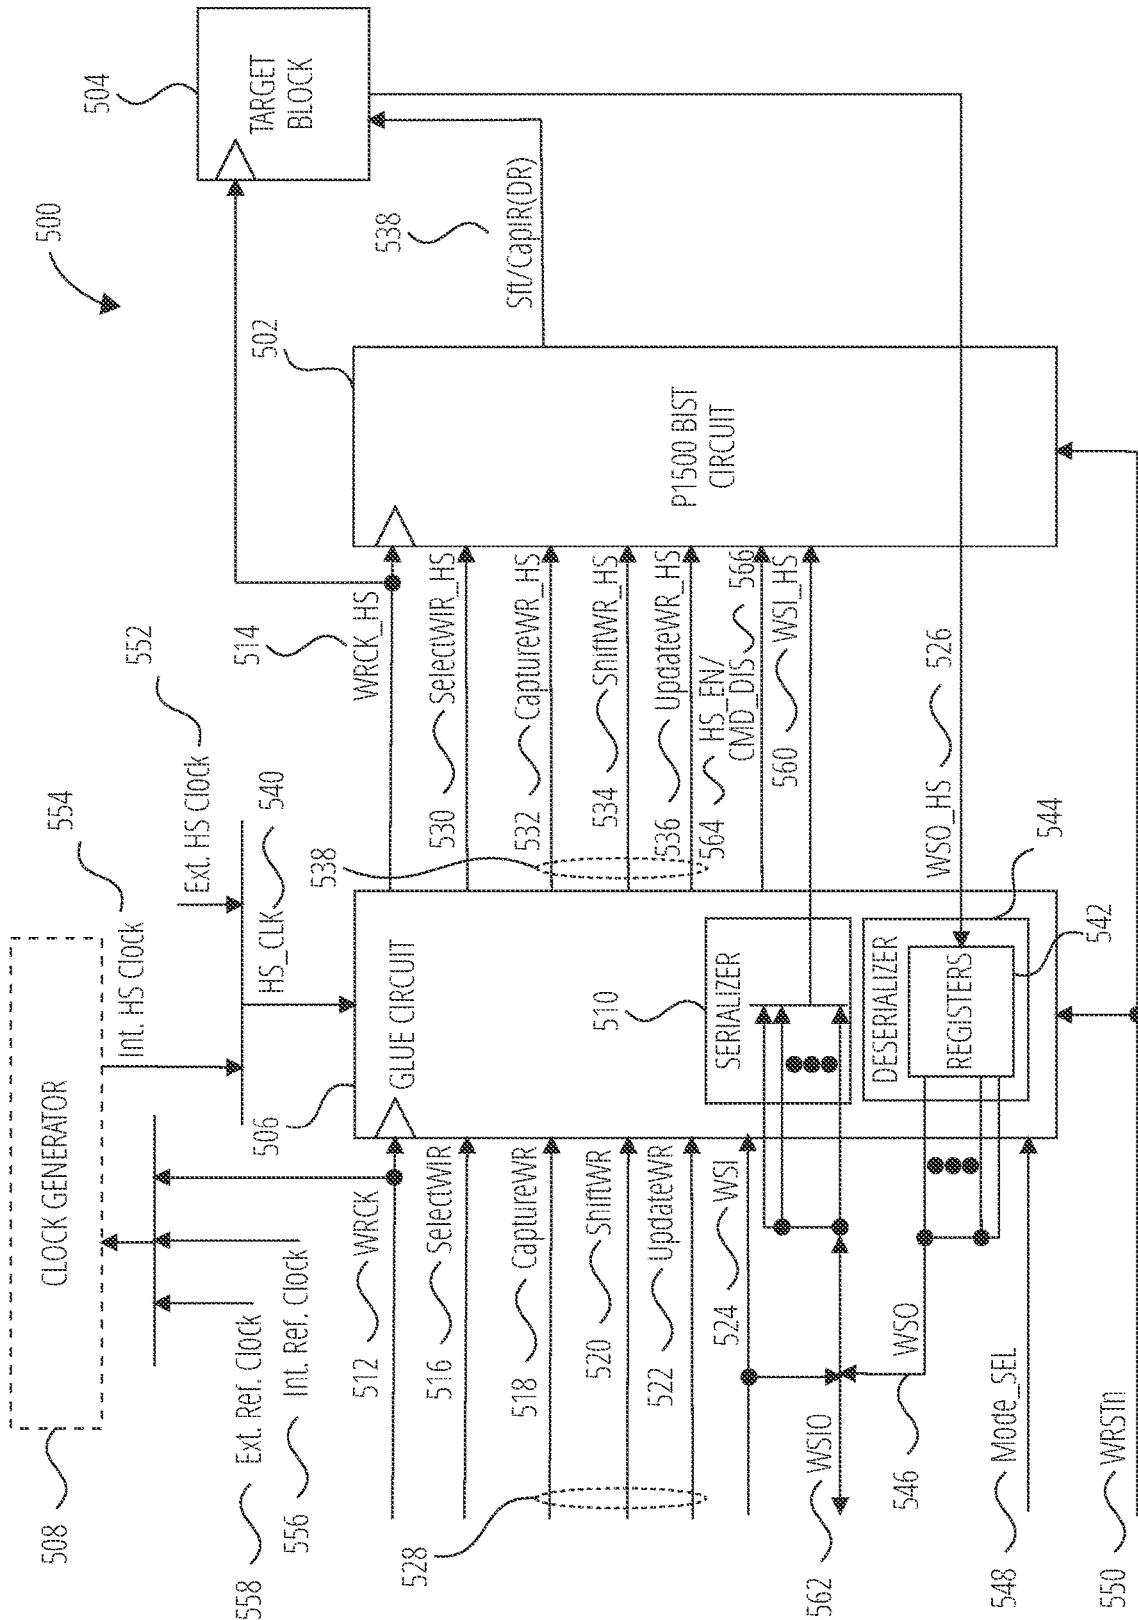 500
504
TARGET
BLOCK
502
P1500 BIST
CIRCUIT
538
Sft/CapIR(DR)
552
Ext. HS Clock
554
Int. HS Clock
HS_CLK 540
CLOCK GENERATOR
508
558 Ext. Ref. Clock
556 Int. Ref. Clock
506
GLUE CIRCUIT
512 WRCK
516 SelectWIR
518 CaptureWR
520 ShiftWR
522 UpdateWR
524 WSI
528
562 WSIO
546
WSO
548 Mode_SEL
550 WRSTn
510
SERIALIZER
DESERIALIZER
REGISTERS
544
542
514
WRCK_HS
530 SelectWIR_HS
532 CaptureWR_HS
534 ShiftWR_HS
536 UpdateWR_HS
538
564 HS_EN/
CMD_DIS 566
560 WSI_HS
WSO_HS 526